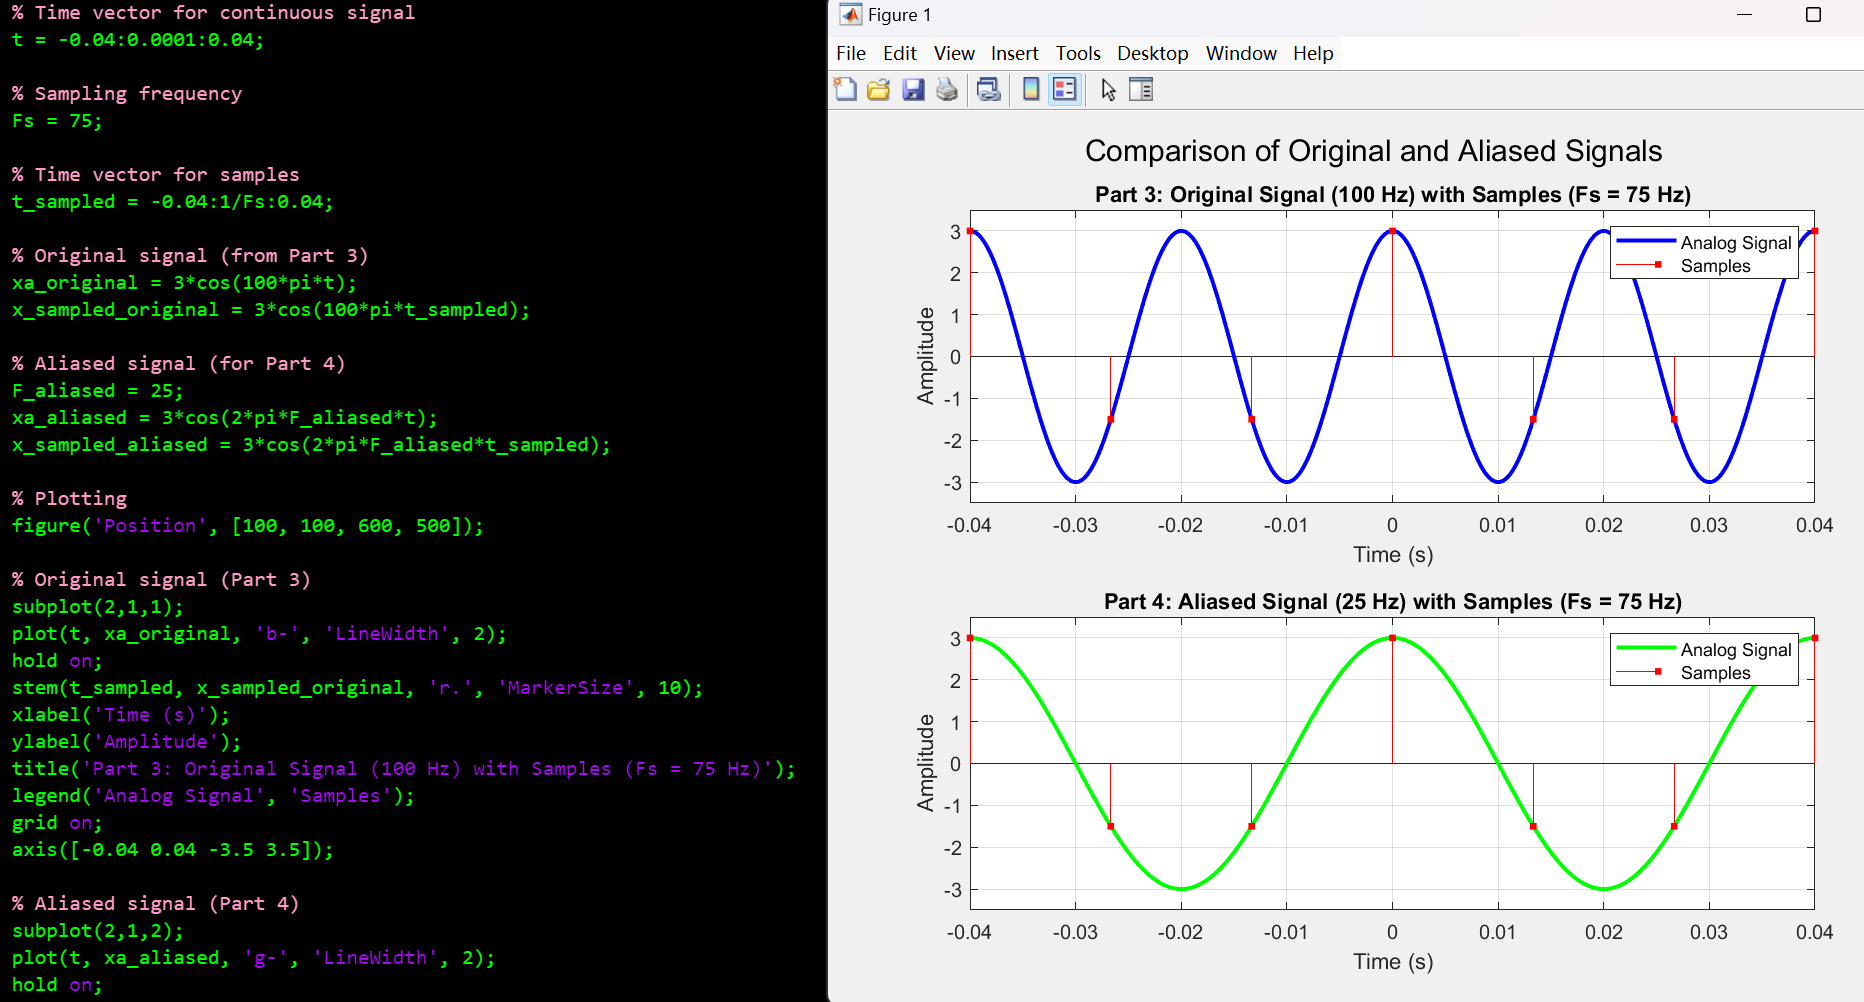 % Time vector for continuous signal
t = -0.04:0.0001:0.04;
% Sampling frequency
Fs = 75;
% Time vector for samples
t_sampled = -0.04:1/Fs:0.04;
% Original signal (from Part 3)
xa_original = 3*cos(100*pi*t);
x_sampled_original = 3*cos(100*pi*t_sampled);
% Aliased signal (for Part 4)
F_aliased = 25;
xa_aliased = 3*cos(2*pi*F_aliased*t);
x_sampled_aliased = 3*cos(2*pi*F_aliased*t_sampled);
% Plotting
figure('Position', [100, 100, 600, 500]);
% Original signal (Part 3)
subplot(2,1,1);
plot(t, xa_original, 'b-', 'LineWidth', 2);
hold on;
stem(t_sampled, x_sampled_original, 'r.', 'MarkerSize', 10);
xlabel('Time (s)');
ylabel('Amplitude');
title('Part 3: Original Signal (100 Hz) with Samples (Fs = 75 Hz)');
legend('Analog Signal', 'Samples');
grid on;
axis([-0.04 0.04 -3.5 3.5]);
% Aliased signal (Part 4)
subplot(2,1,2);
plot(t, xa_aliased, 'g-', 'LineWidth', 2);
hold on;
Figure 1
File Edit View Insert Tools Desktop Window Help
Comparison of Original and Aliased Signals
Part 3: Original Signal (100 Hz) with Samples (Fs = 75 Hz)
Analog Signal
Samples
Amplitude
3
2
1
0
-1
-2
-3
-0.04 -0.03 -0.02 -0.01 0 0.01 0.02 0.03 0.04
Time (s)
Part 4: Aliased Signal (25 Hz) with Samples (Fs = 75 Hz)
Analog Signal
Samples
Amplitude
3
2
1
0
-1
-2
-3
-0.04 -0.03 -0.02 -0.01 0 0.01 0.02 0.03 0.04
Time (s)